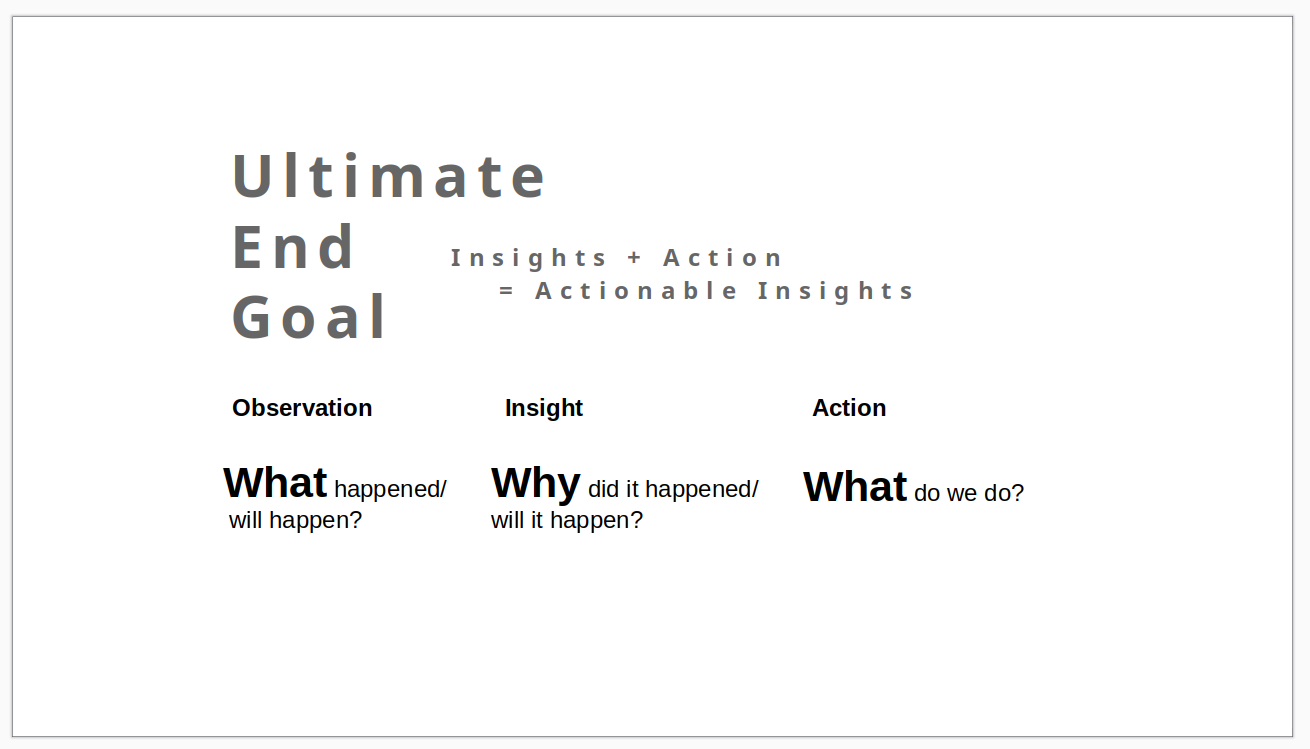 Ultimate
End
Goal
Insights + Action
= Actionable Insights
Observation
Insight
Action
What happened/
will happen?
Why did it happened/
will it happen?
What do we do?